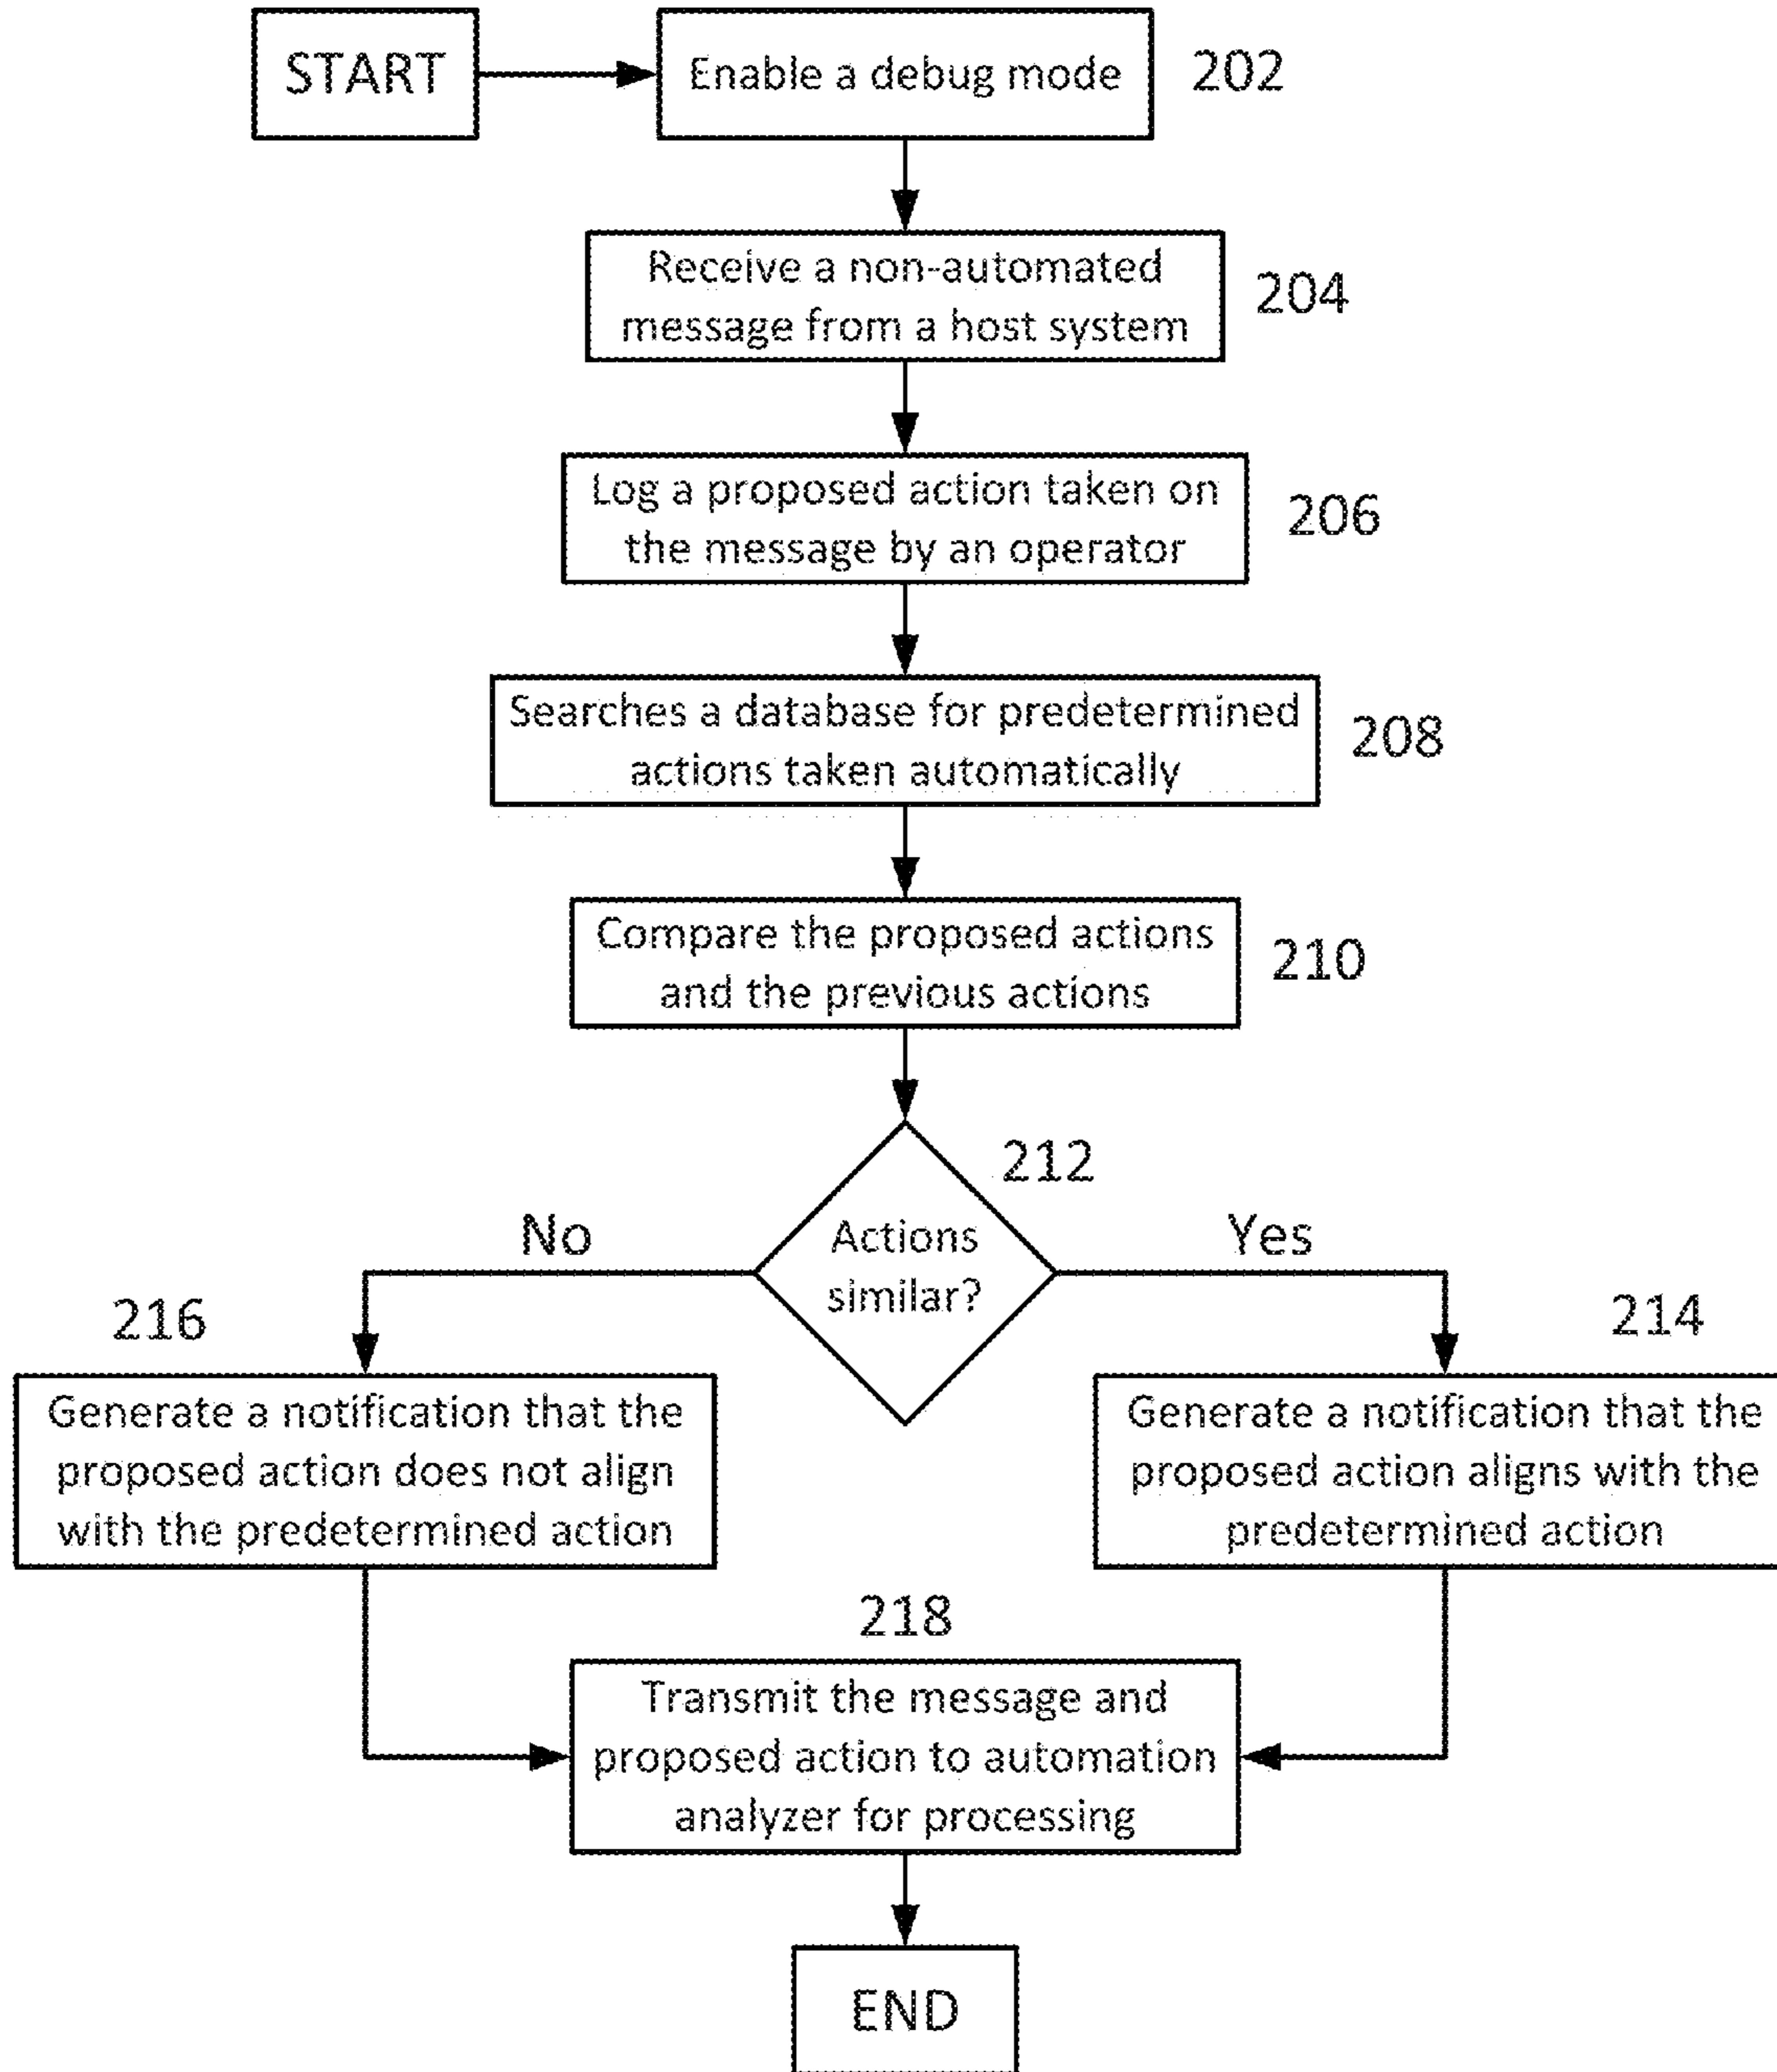 START
Enable a debug mode
202
Receive a non-automated
message from a host system
204
Log a proposed action taken on
the message by an operator
206
Searches a database for predetermined
actions taken automatically
208
Compare the proposed actions
and the previous actions
210
212
Actions
similar?
No
Yes
216
Generate a notification that the
proposed action does not align
with the predetermined action
214
Generate a notification that the
proposed action aligns with the
predetermined action
218
Transmit the message and
proposed action to automation
analyzer for processing
END